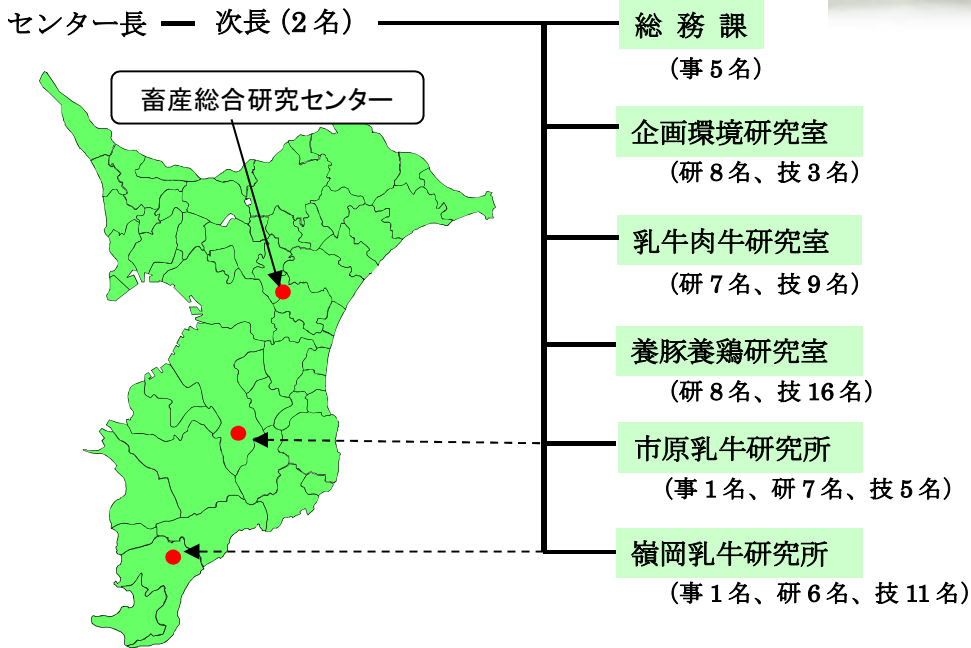 センター長 ― 次長 (2名)
総 務 課
(事5名)
畜産総合研究センター
企画環境研究室
(研8名、技3名)
乳牛肉牛研究室
(研7名、技9名)
養豚養鶏研究室
(研8名、技16名)
市原乳牛研究所
(事1名、研7名、技5名)
嶺岡乳牛研究所
(事1名、研6名、技11名)